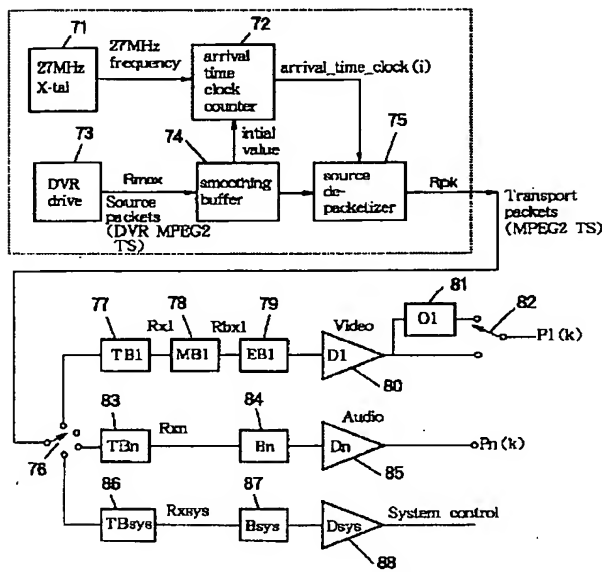 71
72
27MHz
frequency
27MHz
X-tal
arrival
time
clock
counter
arrival_time_clock(i)
73
74
intial
value
75
DVR
drive
Rmax
Source
packets
(DVR MPEG2
TS)
smoothing
buffer
source
de-
packetizer
Rpk
Transport
packets
(MPEG2 TS)
77
Rx1
78
Rbx1
79
81
82
TB1
MB1
EB1
Video
D1
80
O1
P1(k)
76
83
Rxn
84
Audio
TBn
Bn
Dn
85
Pn(k)
86
Rxsys
87
System control
TBsys
Bsys
Dsys
88